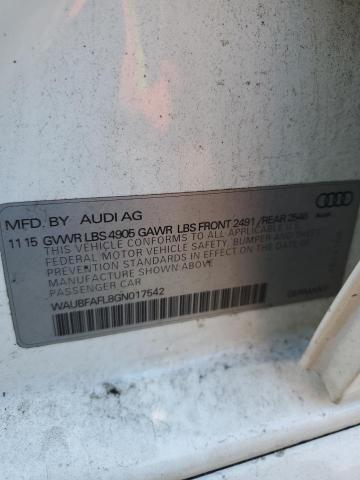 MFD. BY AUDI AG
11 15 GVWR LBS 4905 GAWR LBS FRONT 2491 / REAR 2546
THIS VEHICLE CONFORMS TO ALL APPLICABLE U.S.
FEDERAL MOTOR VEHICLE SAFETY, BUMPER AND
THEFT PREVENTION STANDARDS IN EFFECT ON THE
DATE OF MANUFACTURE SHOWN ABOVE.
WAUBFAFL8GN017542
PASSENGER CAR
GERMANY
Audi